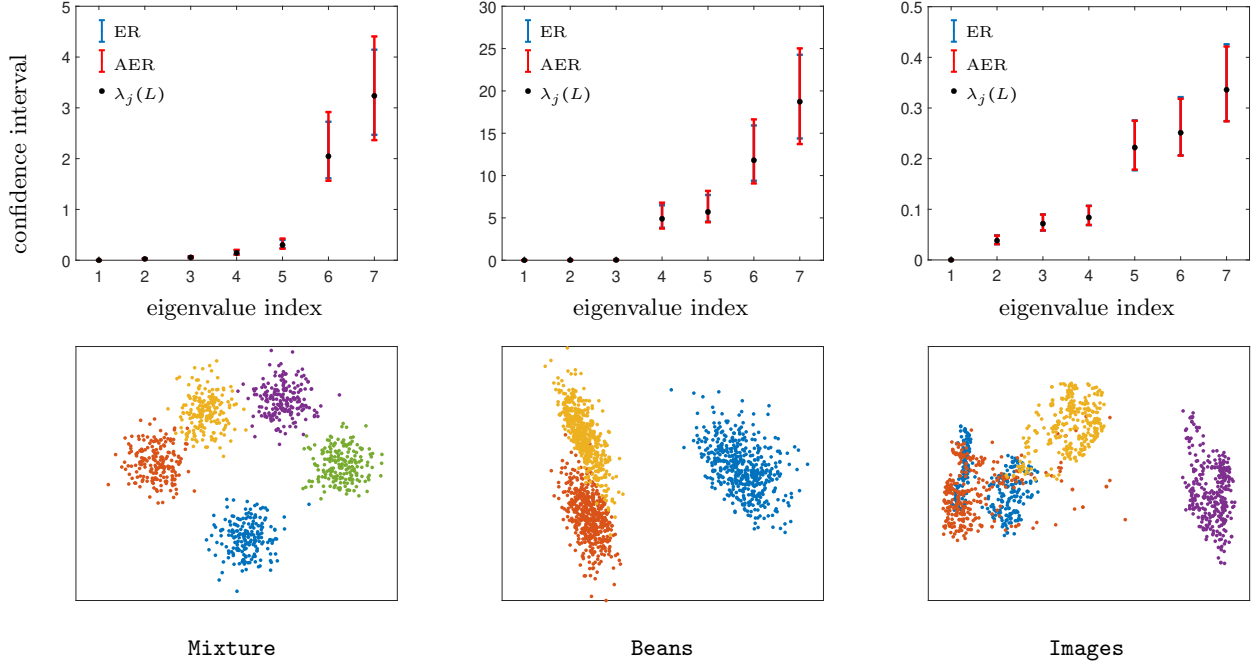 confidence interval
5
4
3
2
1
0
ER
AER
λj(L)
1 2 3 4 5 6 7
eigenvalue index
30
25
20
15
10
5
0
ER
AER
λj(L)
1 2 3 4 5 6 7
eigenvalue index
0.5
0.4
0.3
0.2
0.1
0
ER
AER
λj(L)
1 2 3 4 5 6 7
eigenvalue index
Mixture
Beans
Images